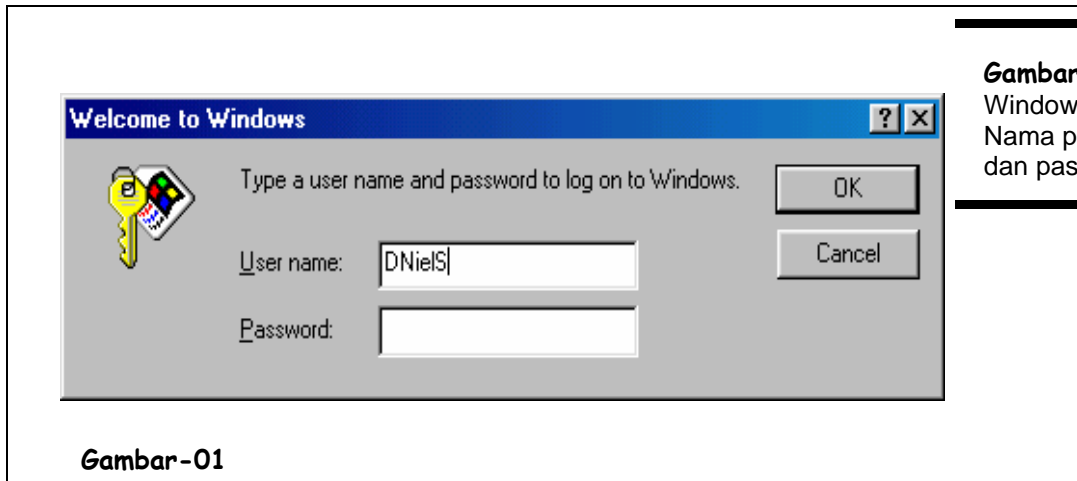 Welcome to Windows
Type a user name and password to log on to Windows.
OK
User name: DNielS
Cancel
Password:
Gambar
Window
Nama p
dan pas
Gambar-01